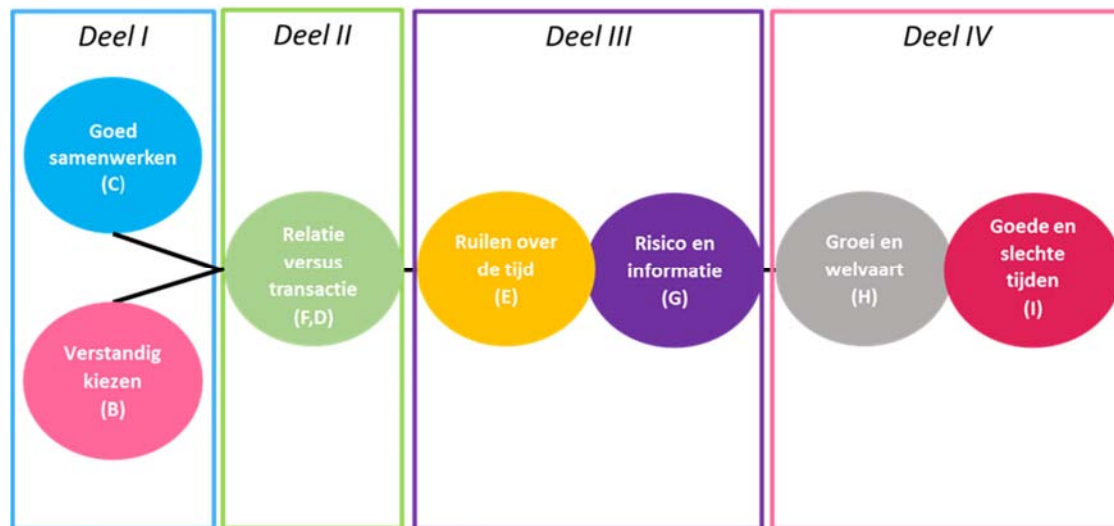 Deel I
Goed
samenwerken
(C)
Verstandig
kiezen
(B)
Deel II
Relatie
versus
transactie
(F,D)
Deel III
Ruilen over
de tijd
(E)
Risico en
informatie
(G)
Deel IV
Groei en
welvaart
(H)
Goede en
slechte
tijden
(I)